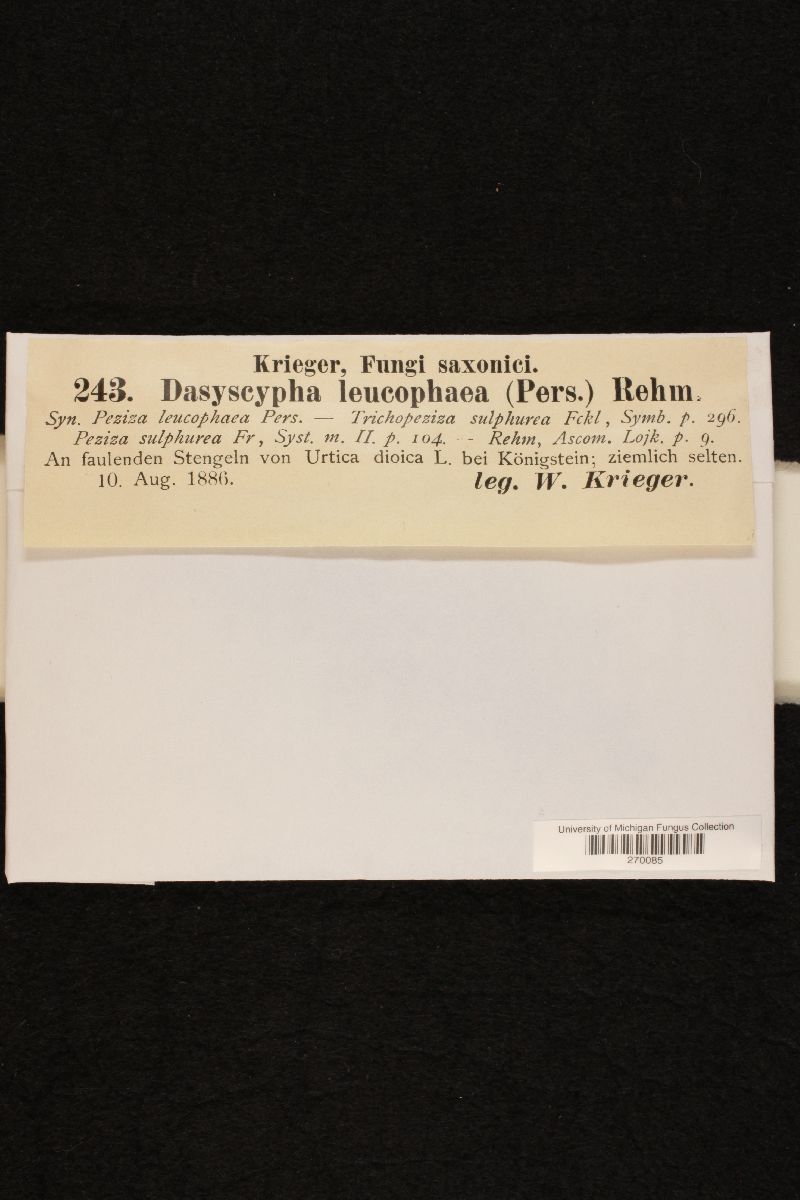 Krieger, Fungi saxonici.
243. Dasyscypha leucophaea (Pers.) Rehm.
Syn. Peziza leucophaea Pers. — Trichopeziza sulphurea Fckl, Symb. p. 296.
Peziza sulphurea Fr, Syst. m. II. p. 104. — Rehm, Ascom. Lojk. p. 9.
An faulenden Stengeln von Urtica dioica L. bei Königstein; ziemlich selten.
10. Aug. 1886. leg. W. Krieger.
University of Michigan Fungus Collection
270085